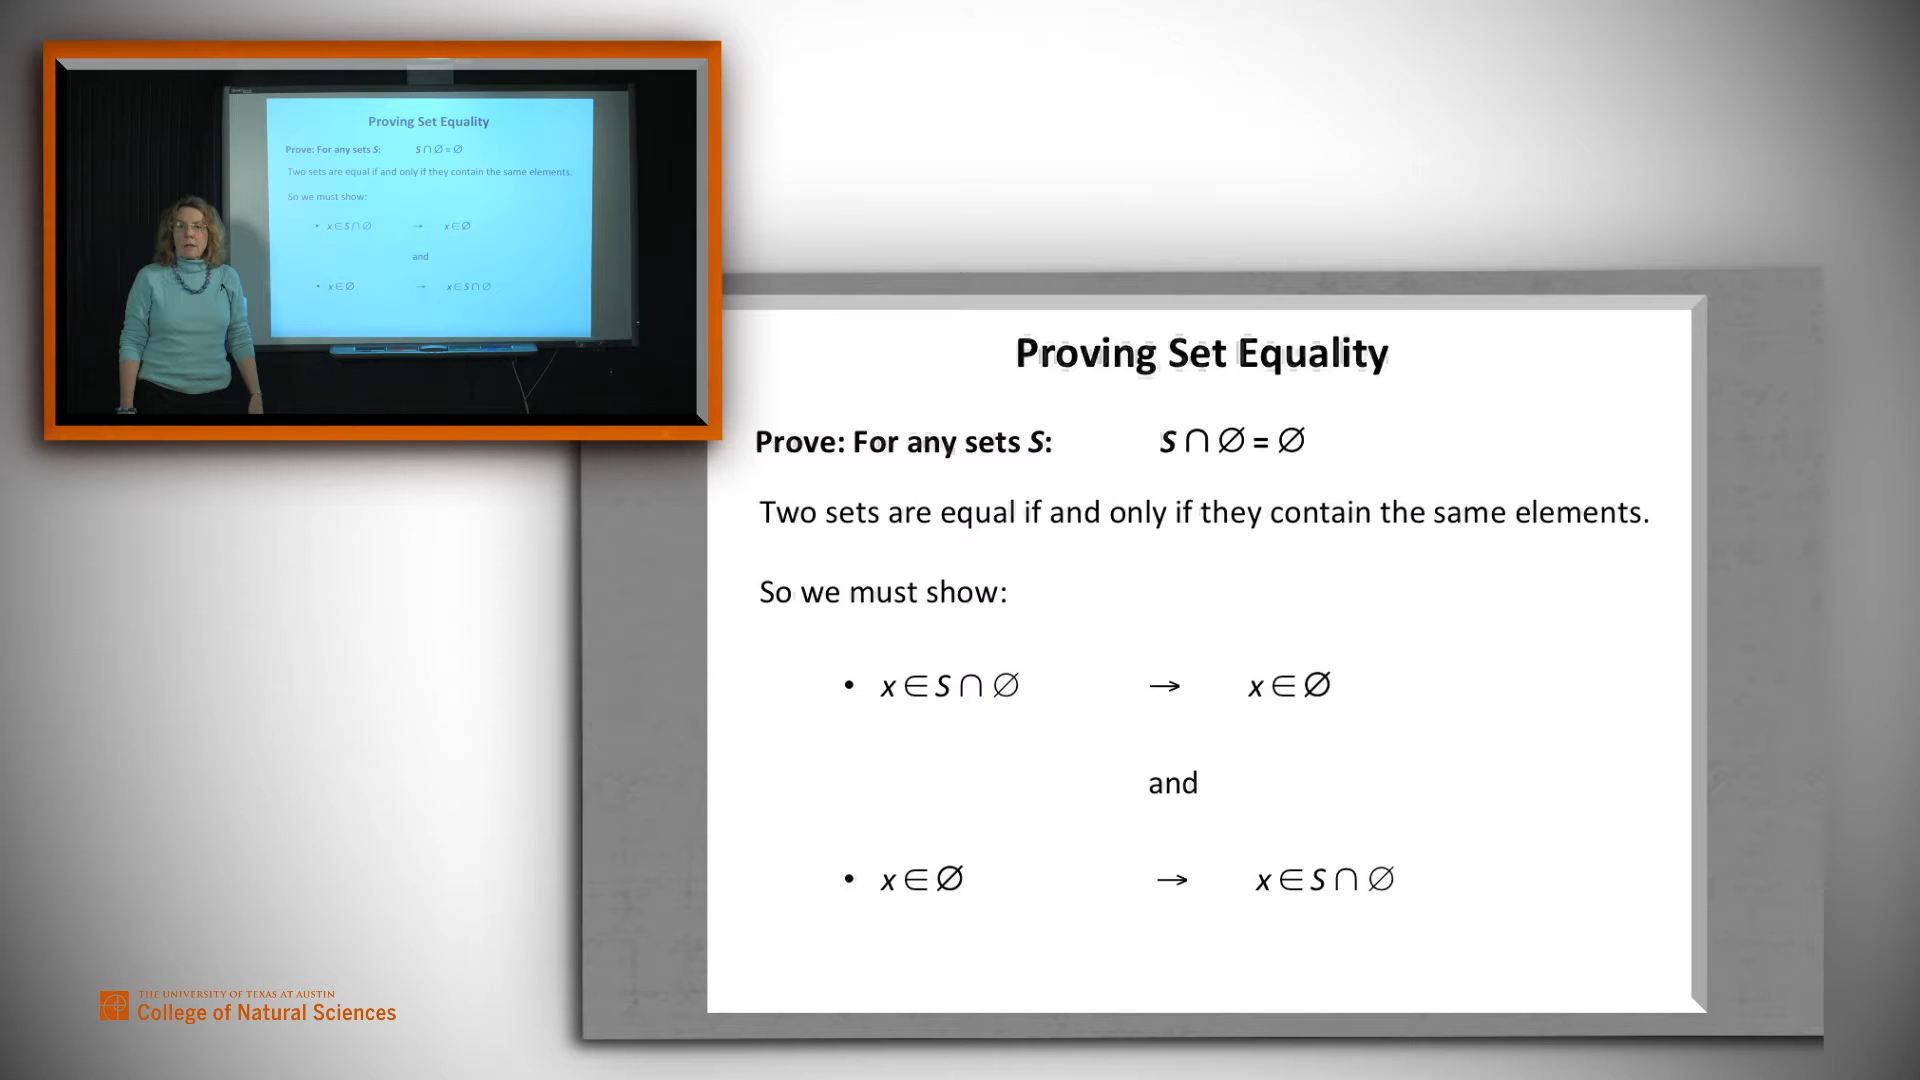 Proving Set Equality
Prove: For any sets S: S ∩ ∅ = ∅
Two sets are equal if and only if they contain the same elements.
So we must show:
• x ∈ S ∩ ∅ → x ∈ ∅
and
• x ∈ ∅ → x ∈ S ∩ ∅
Proving Set Equality
Prove: For any sets S: S ∩ ∅ = ∅
Two sets are equal if and only if they contain the same elements.
So we must show:
• x ∈ S ∩ ∅ → x ∈ ∅
and
• x ∈ ∅ → x ∈ S ∩ ∅
THE UNIVERSITY OF TEXAS AT AUSTIN
College of Natural Sciences